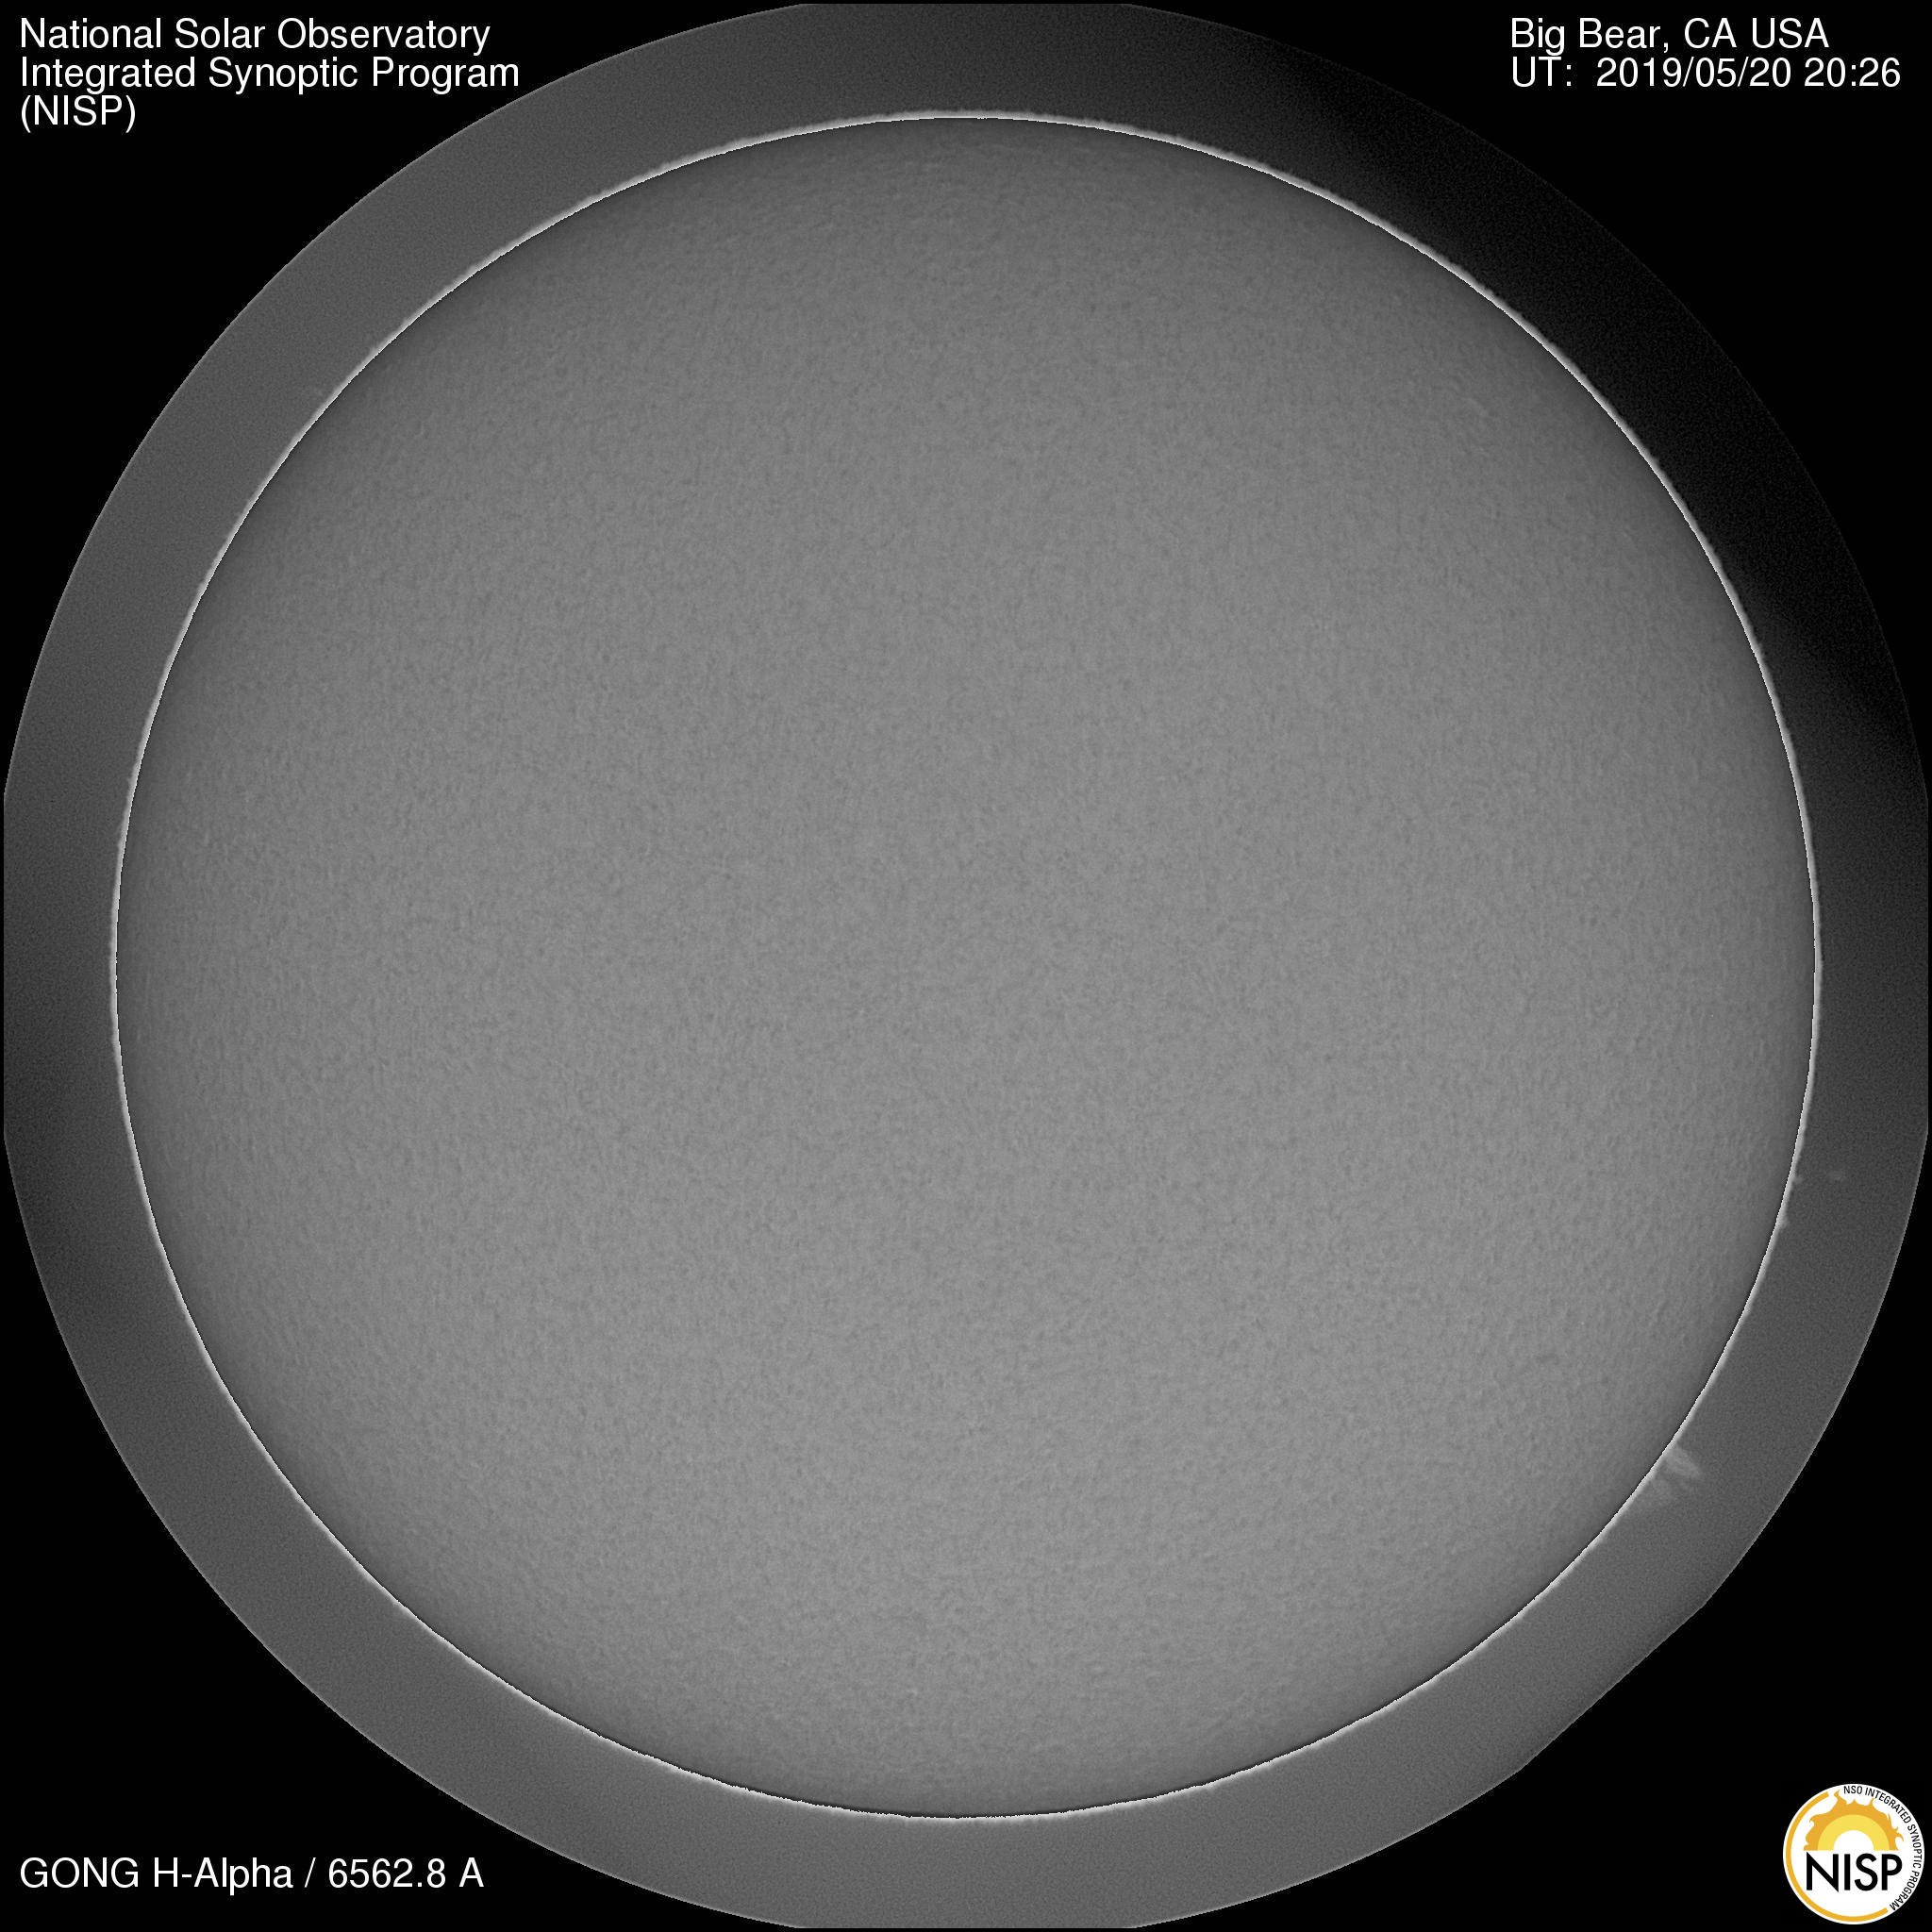 National Solar Observatory
Integrated Synoptic Program
(NISP)
Big Bear, CA USA
UT: 2019/05/20 20:26
GONG H-Alpha / 6562.8 A
NSO INTEGRATED SYNOPTIC PROGRAM
NISP